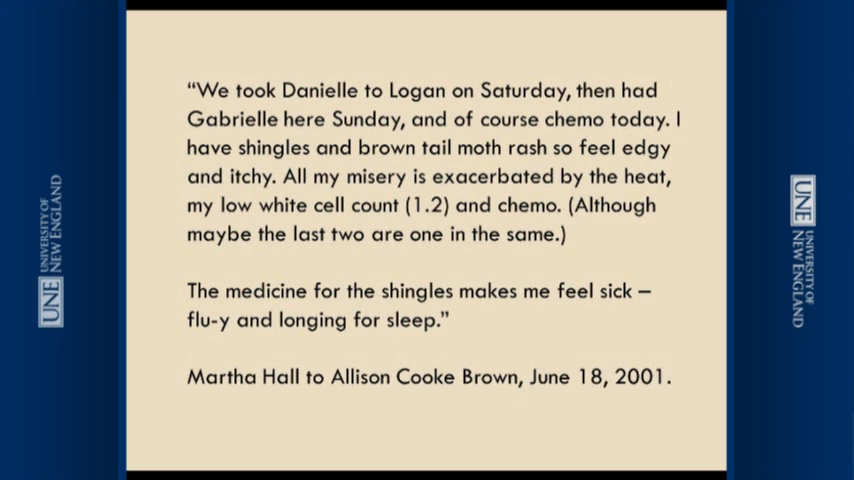 “We took Danielle to Logan on Saturday, then had
Gabrielle here Sunday, and of course chemo today. I
have shingles and brown tail moth rash so feel edgy
and itchy. All my misery is exacerbated by the heat,
my low white cell count (1.2) and chemo. (Although
maybe the last two are one in the same.)
The medicine for the shingles makes me feel sick –
flu-y and longing for sleep.”
Martha Hall to Allison Cooke Brown, June 18, 2001.
UNE
UNIVERSITY OF
NEW ENGLAND
UNE
UNIVERSITY OF
NEW ENGLAND